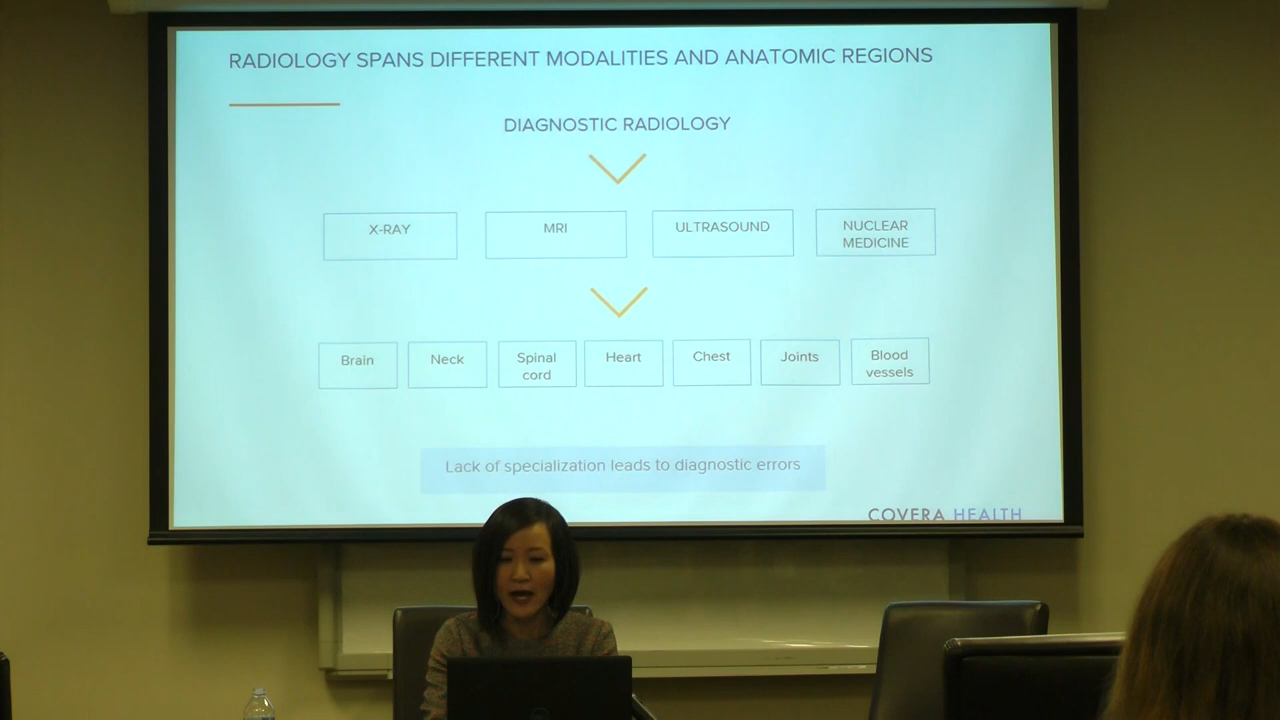 RADIOLOGY SPANS DIFFERENT MODALITIES AND ANATOMIC REGIONS
DIAGNOSTIC RADIOLOGY
X-RAY
MRI
ULTRASOUND
NUCLEAR
MEDICINE
Brain
Neck
Spinal
cord
Heart
Chest
Joints
Blood
vessels
Lack of specialization leads to diagnostic errors
COVERA HEALTH